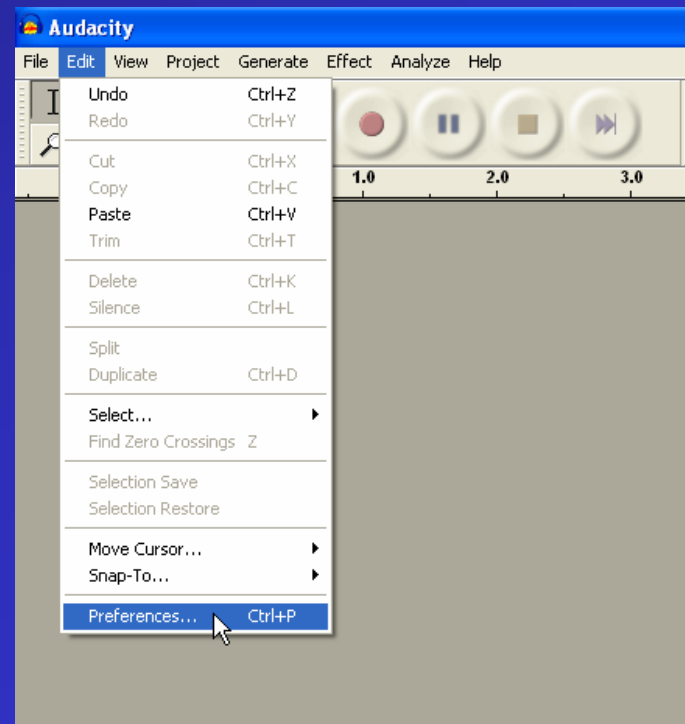 Audacity
File Edit View Project Generate Effect Analyze Help
Undo Ctrl+Z
Redo Ctrl+Y
Cut Ctrl+X
Copy Ctrl+C
Paste Ctrl+V
Trim Ctrl+T
Delete Ctrl+K
Silence Ctrl+L
Split
Duplicate Ctrl+D
Select...
Find Zero Crossings Z
Selection Save
Selection Restore
Move Cursor...
Snap-To...
Preferences... Ctrl+P
1.0 2.0 3.0